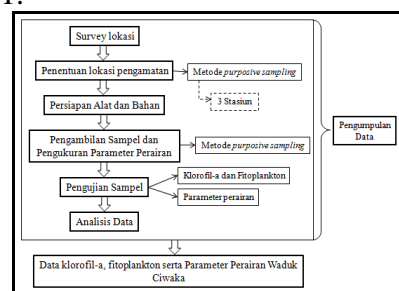 1.
Survey lokasi
Penentuan lokasi pengamatan
Metode purposive sampling
3 Stasiun
Persiapan Alat dan Bahan
Pengumpulan
Data
Pengambilan Sampel dan
Pengukuran Parameter Perairan
Metode purposive sampling
Pengujian Sampel
Klorofil-a dan Fitoplankton
Parameter perairan
Analisis Data
Data klorofil-a, fitoplankton serta Parameter Perairan Waduk
Ciwaka